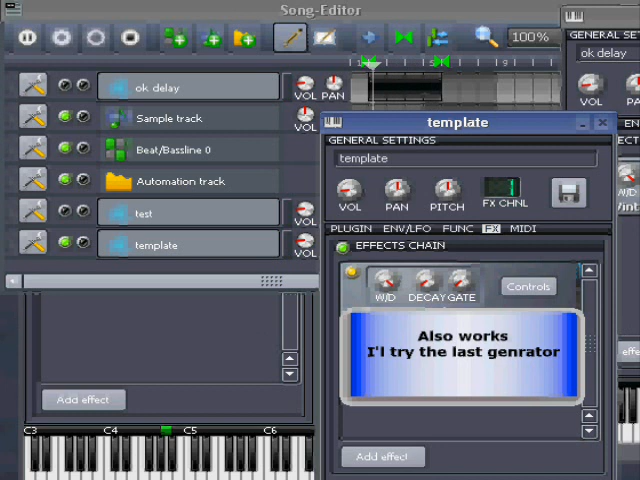 Song-Editor
100%
GENERAL SE
ok delay
VOL
ok delay
VOL PAN
Sample track
VOL
Beat/Bassline 0
Automation track
test
VOL
template
VOL
template
GENERAL SETTINGS
template
VOL
PAN
PITCH
1
FX CHNL
PLUGIN ENV/LFO FUNC FX MIDI
EFFECTS CHAIN
W/D DECAY GATE
Controls
Also works
I'l try the last genrator
Add effect
Add effect
C3 C4 C5 C6